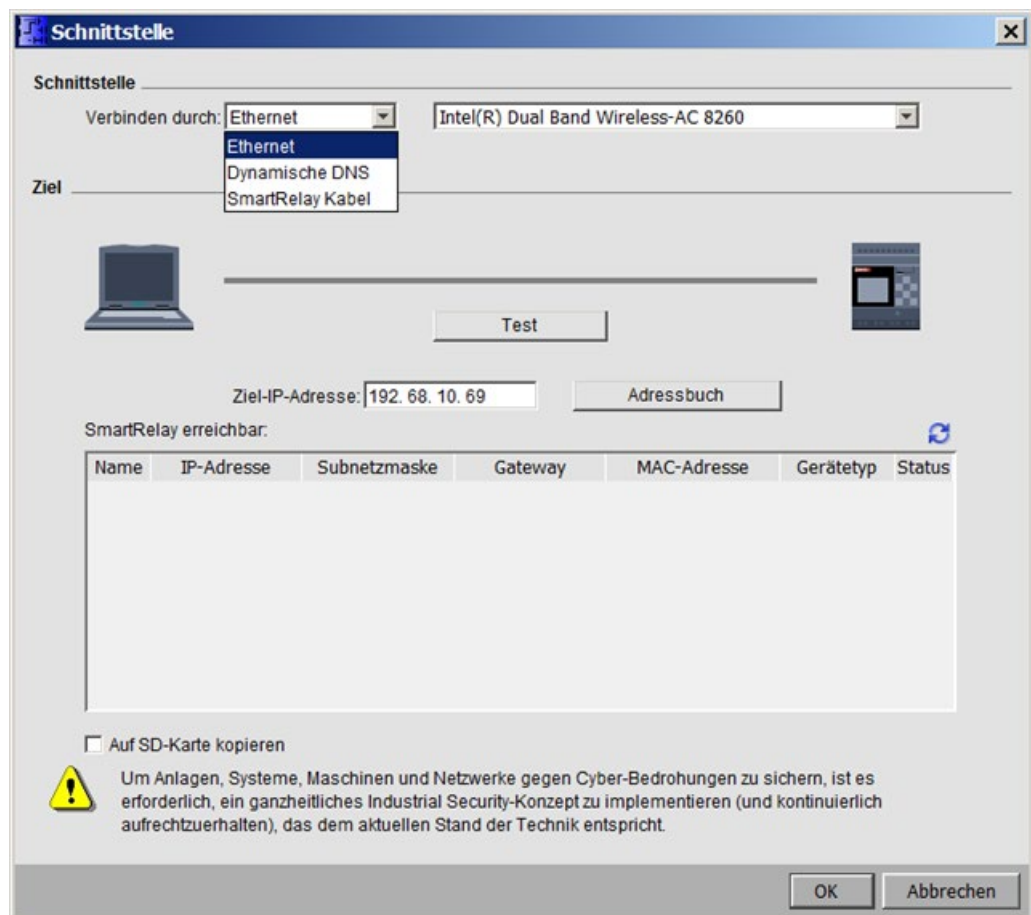 Schnittstelle
Schnittstelle
Verbinden durch: Ethernet Intel(R) Dual Band Wireless-AC 8260
Ethernet
Dynamische DNS
SmartRelay Kabel
Ziel
Test
Ziel-IP-Adresse: 192. 68. 10. 69 Adressbuch
SmartRelay erreichbar:
Name IP-Adresse Subnetzmaske Gateway MAC-Adresse Gerätetyp Status
Auf SD-Karte kopieren
Um Anlagen, Systeme, Maschinen und Netzwerke gegen Cyber-Bedrohungen zu sichern, ist es
erforderlich, ein ganzheitliches Industrial Security-Konzept zu implementieren (und kontinuierlich
aufrechtzuerhalten), das dem aktuellen Stand der Technik entspricht.
OK Abbrechen